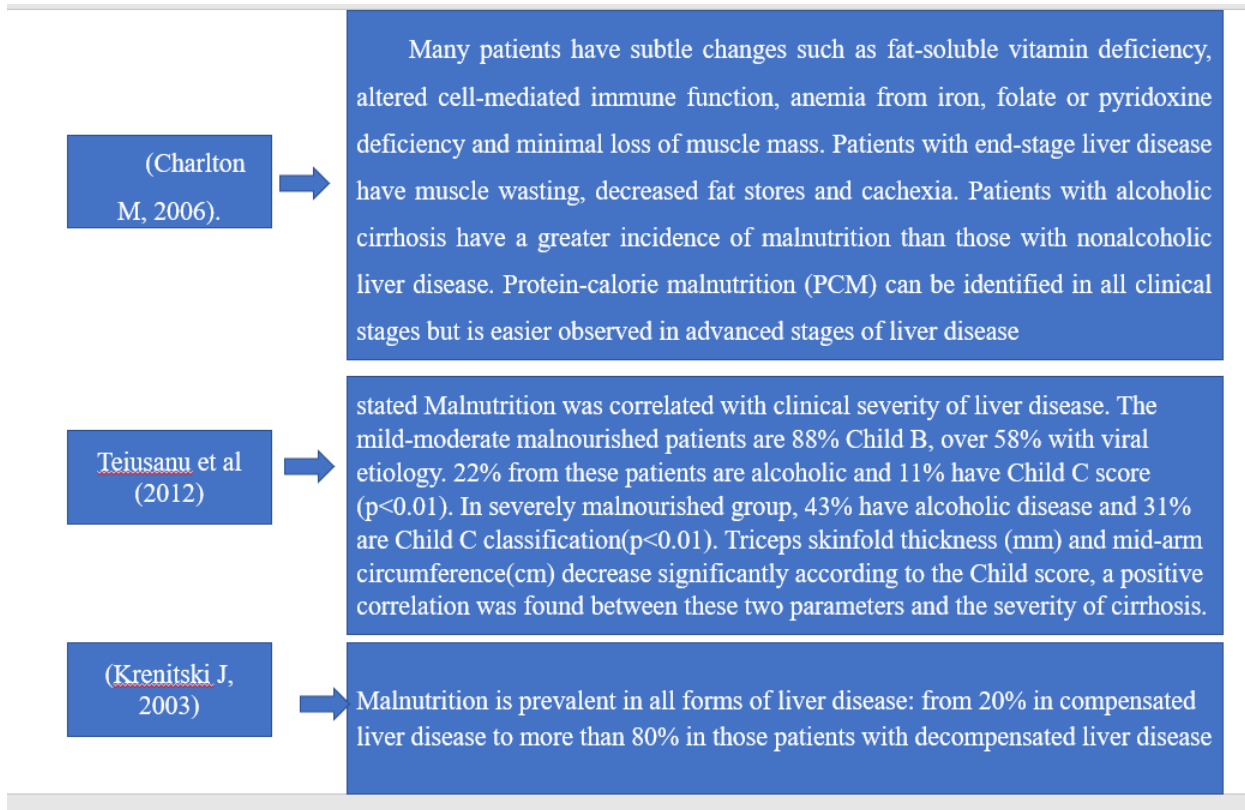 (Charlton
M, 2006).
Many patients have subtle changes such as fat-soluble vitamin deficiency,
altered cell-mediated immune function, anemia from iron, folate or pyridoxine
deficiency and minimal loss of muscle mass. Patients with end-stage liver disease
have muscle wasting, decreased fat stores and cachexia. Patients with alcoholic
cirrhosis have a greater incidence of malnutrition than those with nonalcoholic
liver disease. Protein-calorie malnutrition (PCM) can be identified in all clinical
stages but is easier observed in advanced stages of liver disease
Teiusanu et al
(2012)
stated Malnutrition was correlated with clinical severity of liver disease. The
mild-moderate malnourished patients are 88% Child B, over 58% with viral
etiology. 22% from these patients are alcoholic and 11% have Child C score
(p<0.01). In severely malnourished group, 43% have alcoholic disease and 31%
are Child C classification(p<0.01). Triceps skinfold thickness (mm) and mid-arm
circumference(cm) decrease significantly according to the Child score, a positive
correlation was found between these two parameters and the severity of cirrhosis.
(Krenitski J,
2003)
Malnutrition is prevalent in all forms of liver disease: from 20% in compensated
liver disease to more than 80% in those patients with decompensated liver disease